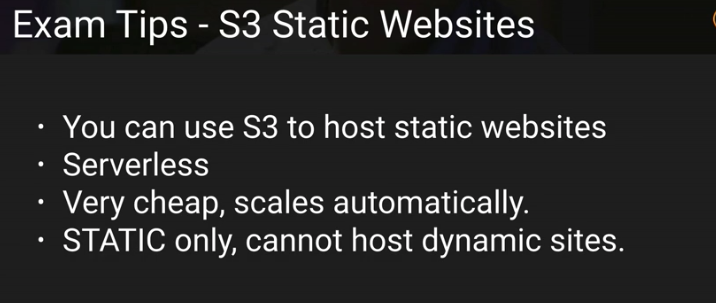 Exam Tips - S3 Static Websites
• You can use S3 to host static websites
• Serverless
• Very cheap, scales automatically.
• STATIC only, cannot host dynamic sites.